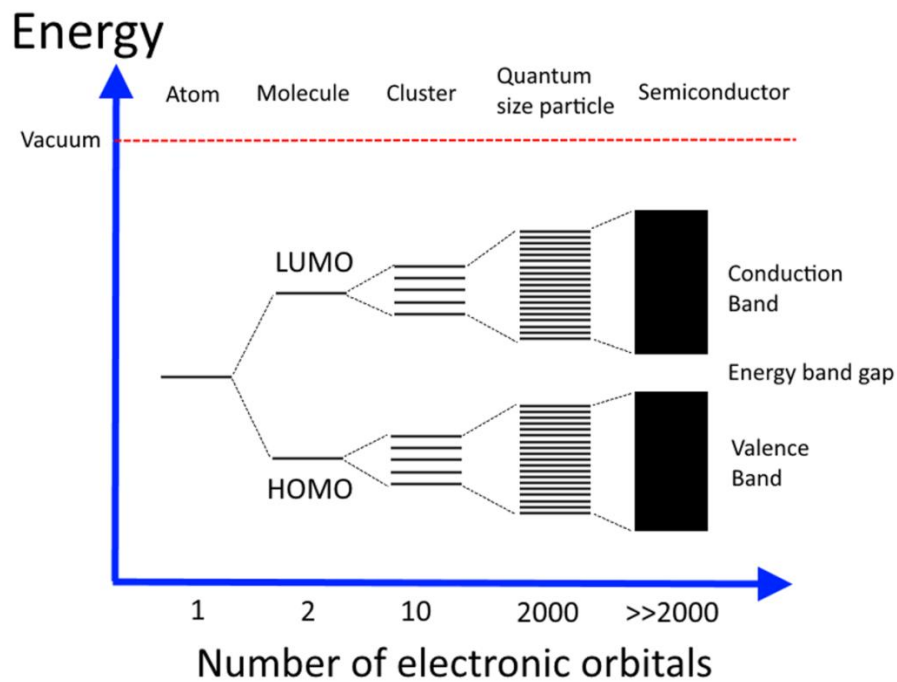 Energy
Atom
Molecule
Cluster
Quantum
size particle
Semiconductor
Vacuum
LUMO
Conduction
Band
Energy band gap
HOMO
Valence
Band
1
2
10
2000
>>2000
Number of electronic orbitals